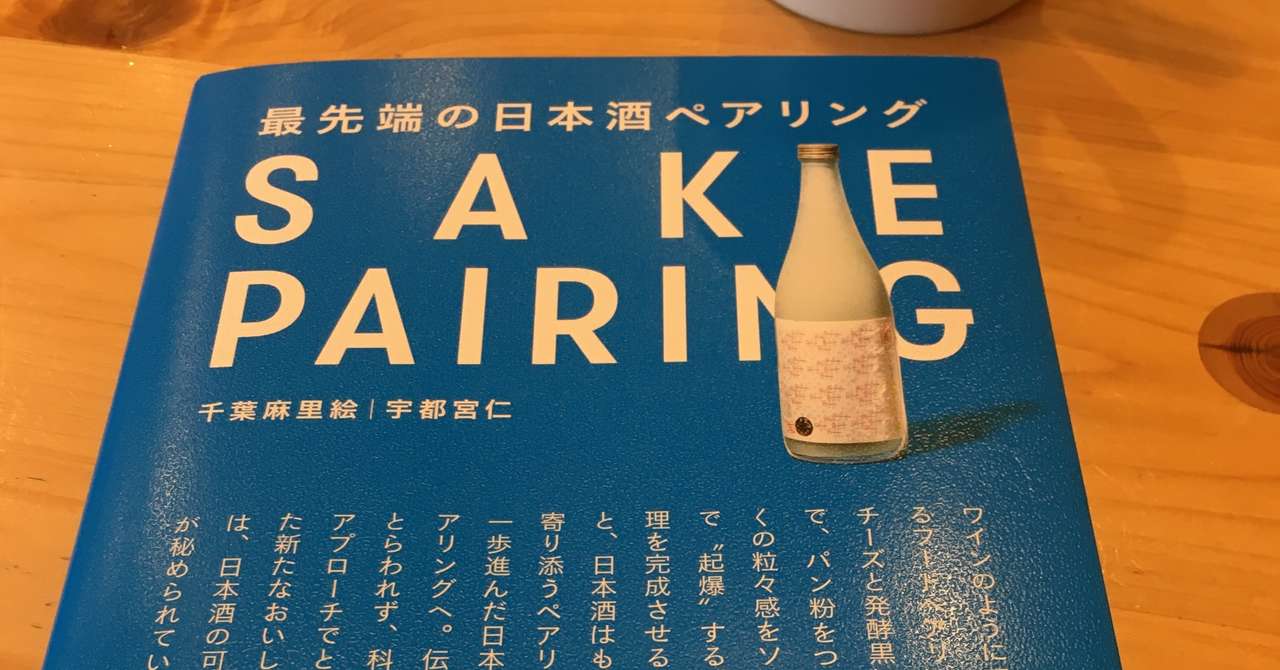 最先端の日本酒ペアリング
SAKE
PAIRING
千葉麻里絵|宇都宮仁
ワインのように
るフードペアリ
チーズと発酵黒
で、パン粉をつ
くの粒々感をソ
で〝起爆〟する
理を完成させる
と、日本酒はも
寄り添うペアリ
一歩進んだ日本
アリングへ。伝
とらわれず、科
アプローチでと
た新たなおいし
は、日本酒の可
が秘められてい